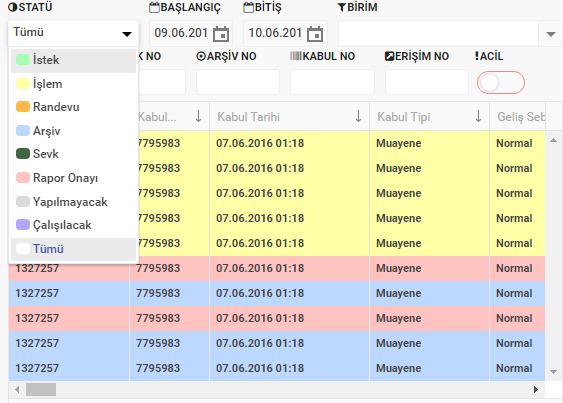 STATÜ BAŞLANGIÇ BİTİŞ BİRİM
Tümü 09.06.201 10.06.201
K NO ARŞİV NO KABUL NO ERİŞİM NO ACİL
İstek
İşlem
Randevu
Arşiv
Sevk
Rapor Onayı
Yapılmayacak
Çalışılacak
Tümü
Kabul... Kabul Tarihi Kabul Tipi Geliş Seb
7795983 07.06.2016 01:18 Muayene Normal
7795983 07.06.2016 01:18 Muayene Normal
7795983 07.06.2016 01:18 Muayene Normal
7795983 07.06.2016 01:18 Muayene Normal
7795983 07.06.2016 01:18 Muayene Normal
1327257 7795983 07.06.2016 01:18 Muayene Normal
1327257 7795983 07.06.2016 01:18 Muayene Normal
1327257 7795983 07.06.2016 01:18 Muayene Normal
1327257 7795983 07.06.2016 01:18 Muayene Normal
1327257 7795983 07.06.2016 01:18 Muayene Normal